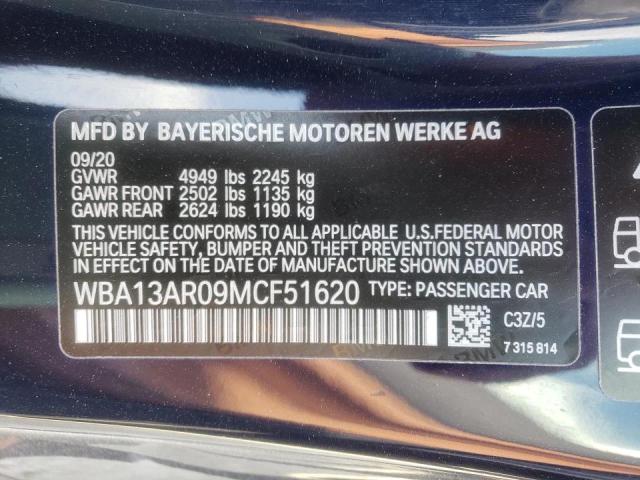 MFD BY BAYERISCHE MOTOREN WERKE AG
09/20
GVWR 4949 lbs 2245 kg
GAWR FRONT 2502 lbs 1135 kg
GAWR REAR 2624 lbs 1190 kg
THIS VEHICLE CONFORMS TO ALL APPLICABLE U.S.FEDERAL MOTOR
VEHICLE SAFETY, BUMPER AND THEFT PREVENTION STANDARDS
IN EFFECT ON THE DATE OF MANUFACTURE SHOWN ABOVE.
WBA13AR09MCF51620 TYPE: PASSENGER CAR
C3Z/5
7 315 814